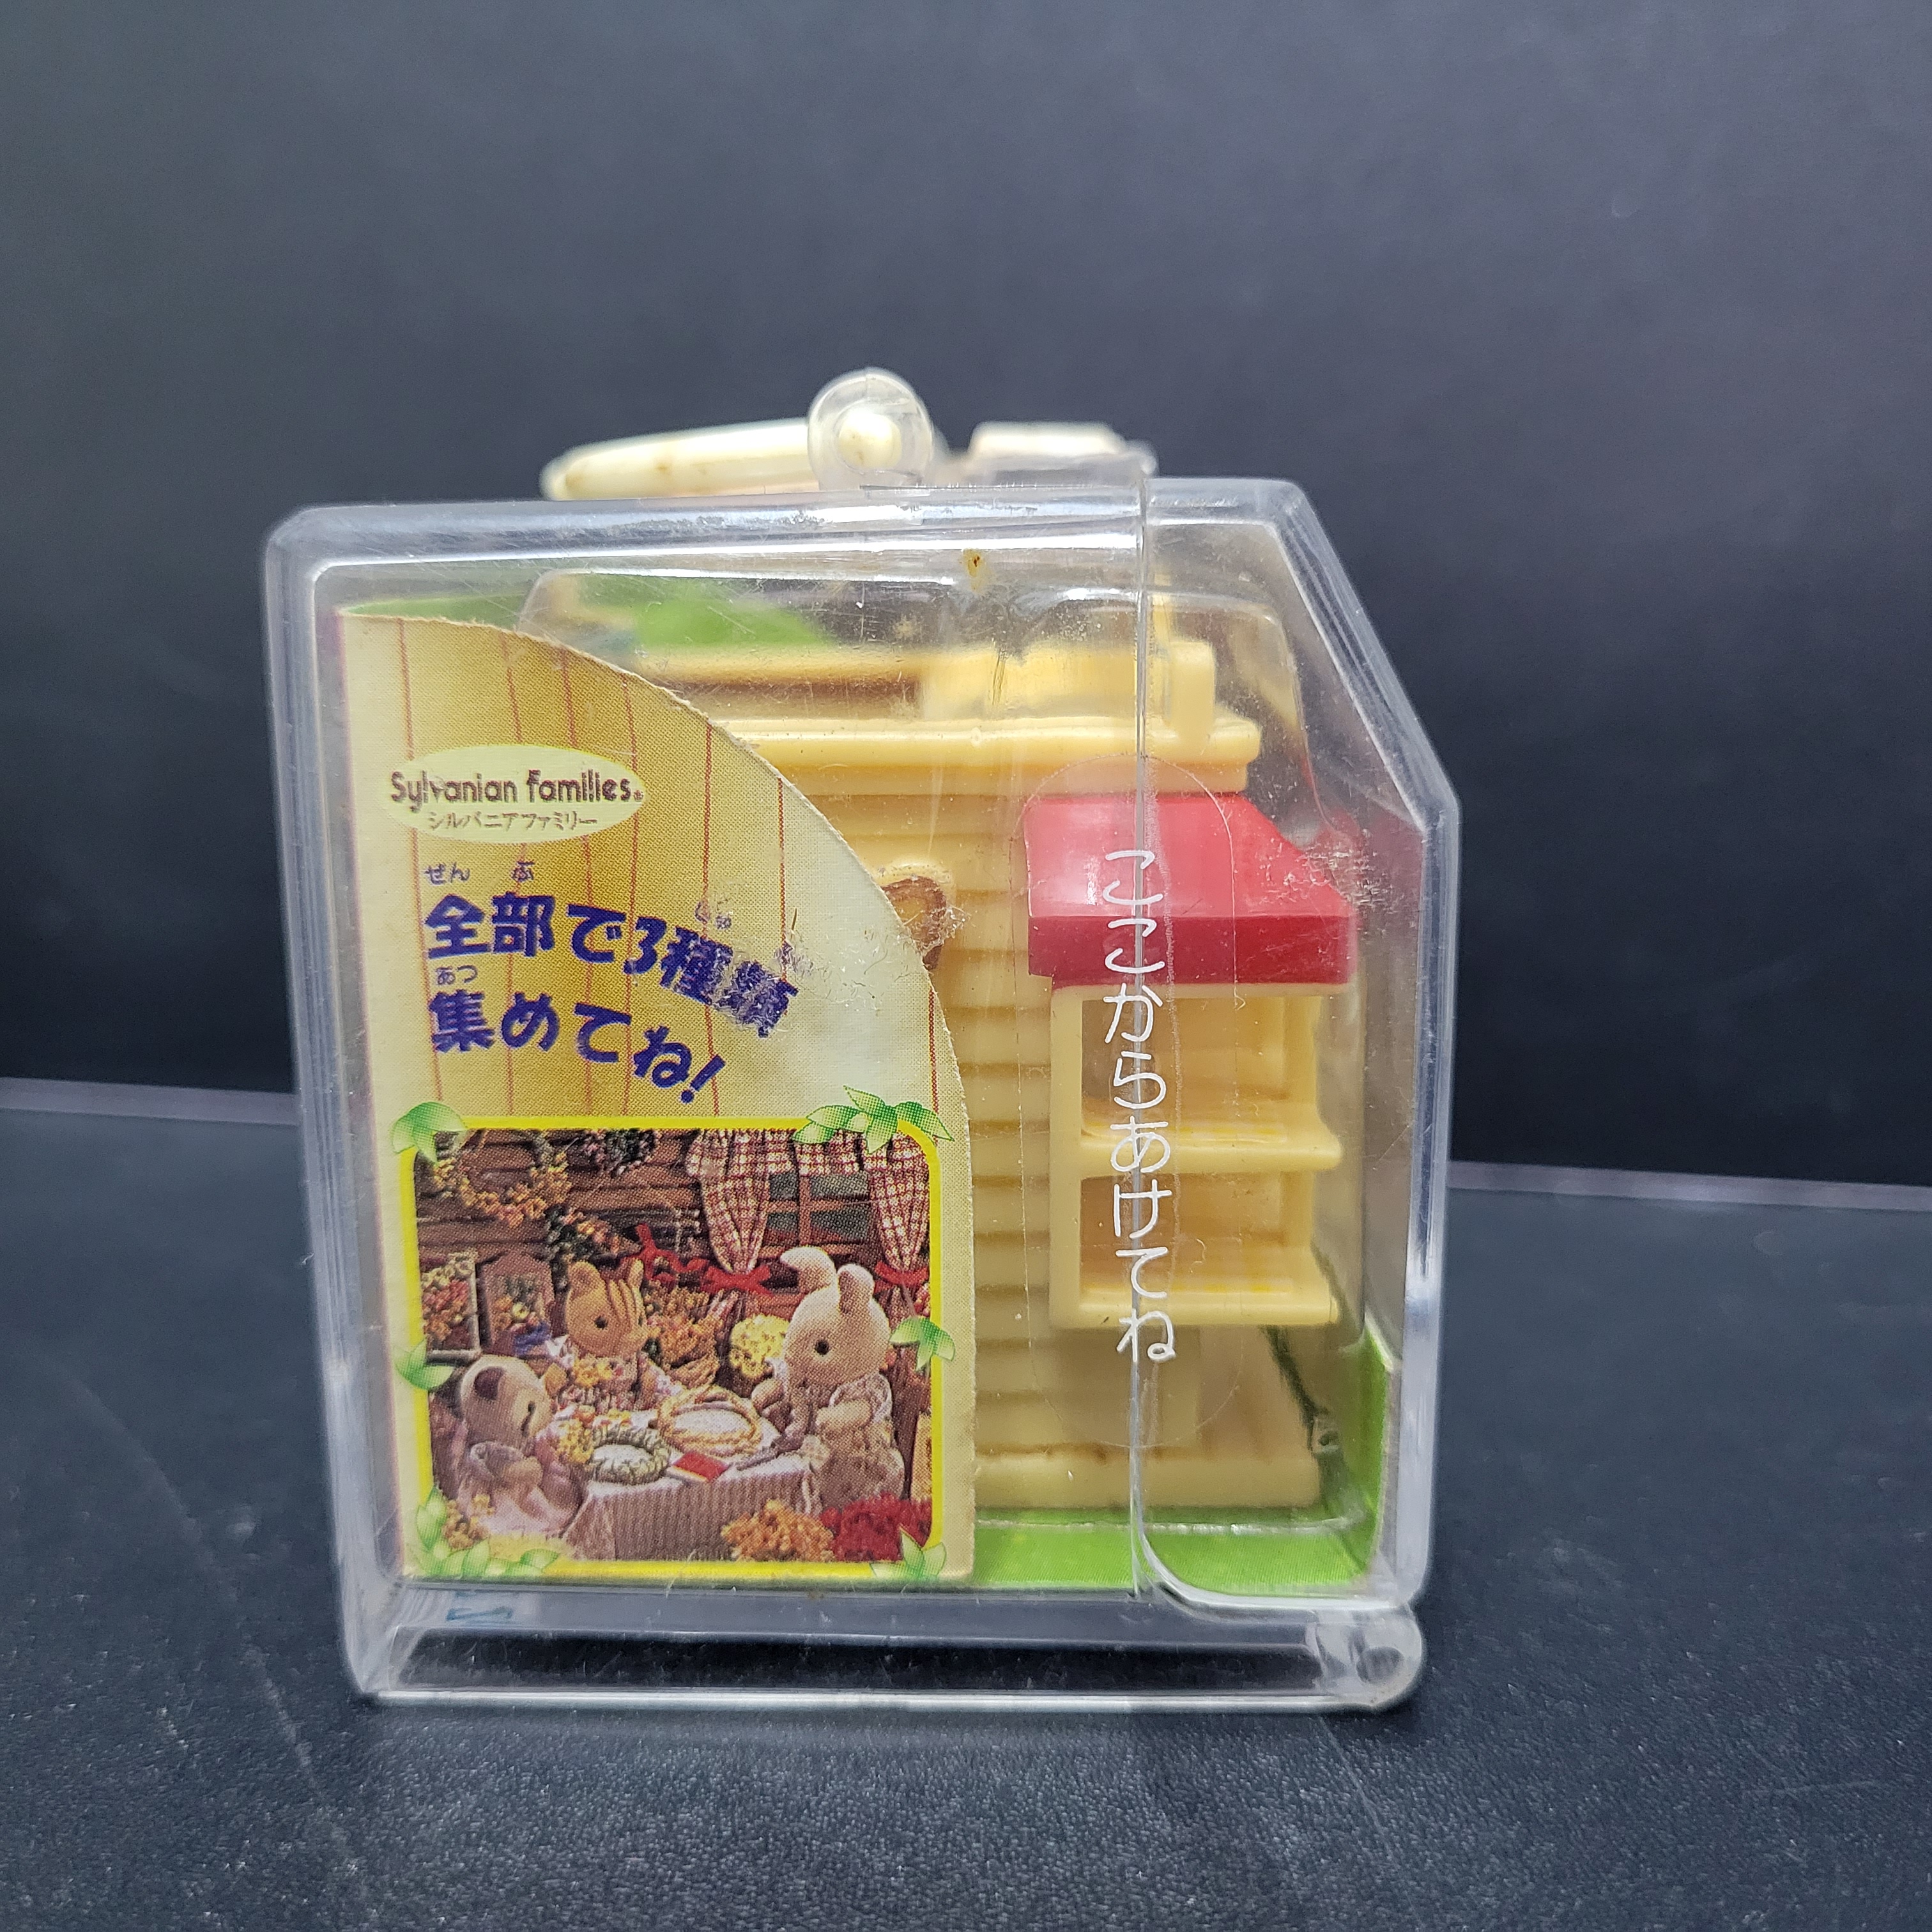 Sylvanian Families
シルバニアファミリー
ぜん ぶ
全部で3種類
あつ
集めてね!
ここからあけてね